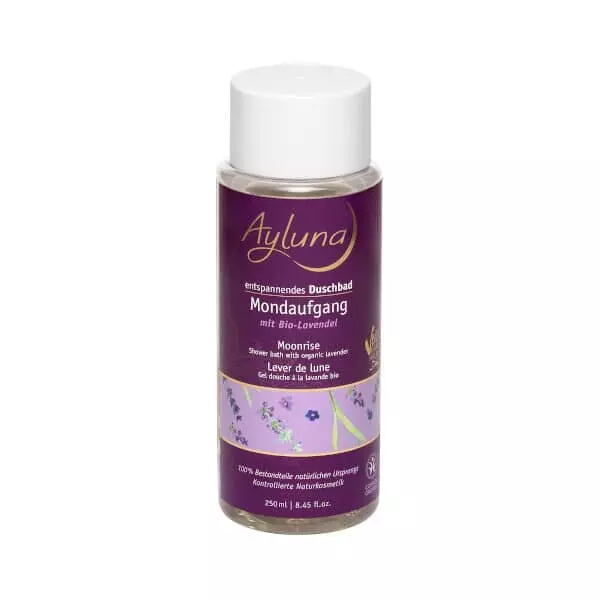 Ayluna
entspannendes Duschbad
Mondaufgang
mit Bio-Lavendel
Moonrise
Shower bath with organic lavender
Lever de lune
Gel douche à la lavande bio
100% Bestandteile natürlichen Ursprungs
Kontrollierte Naturkosmetik
250 ml | 8.45 fl.oz.